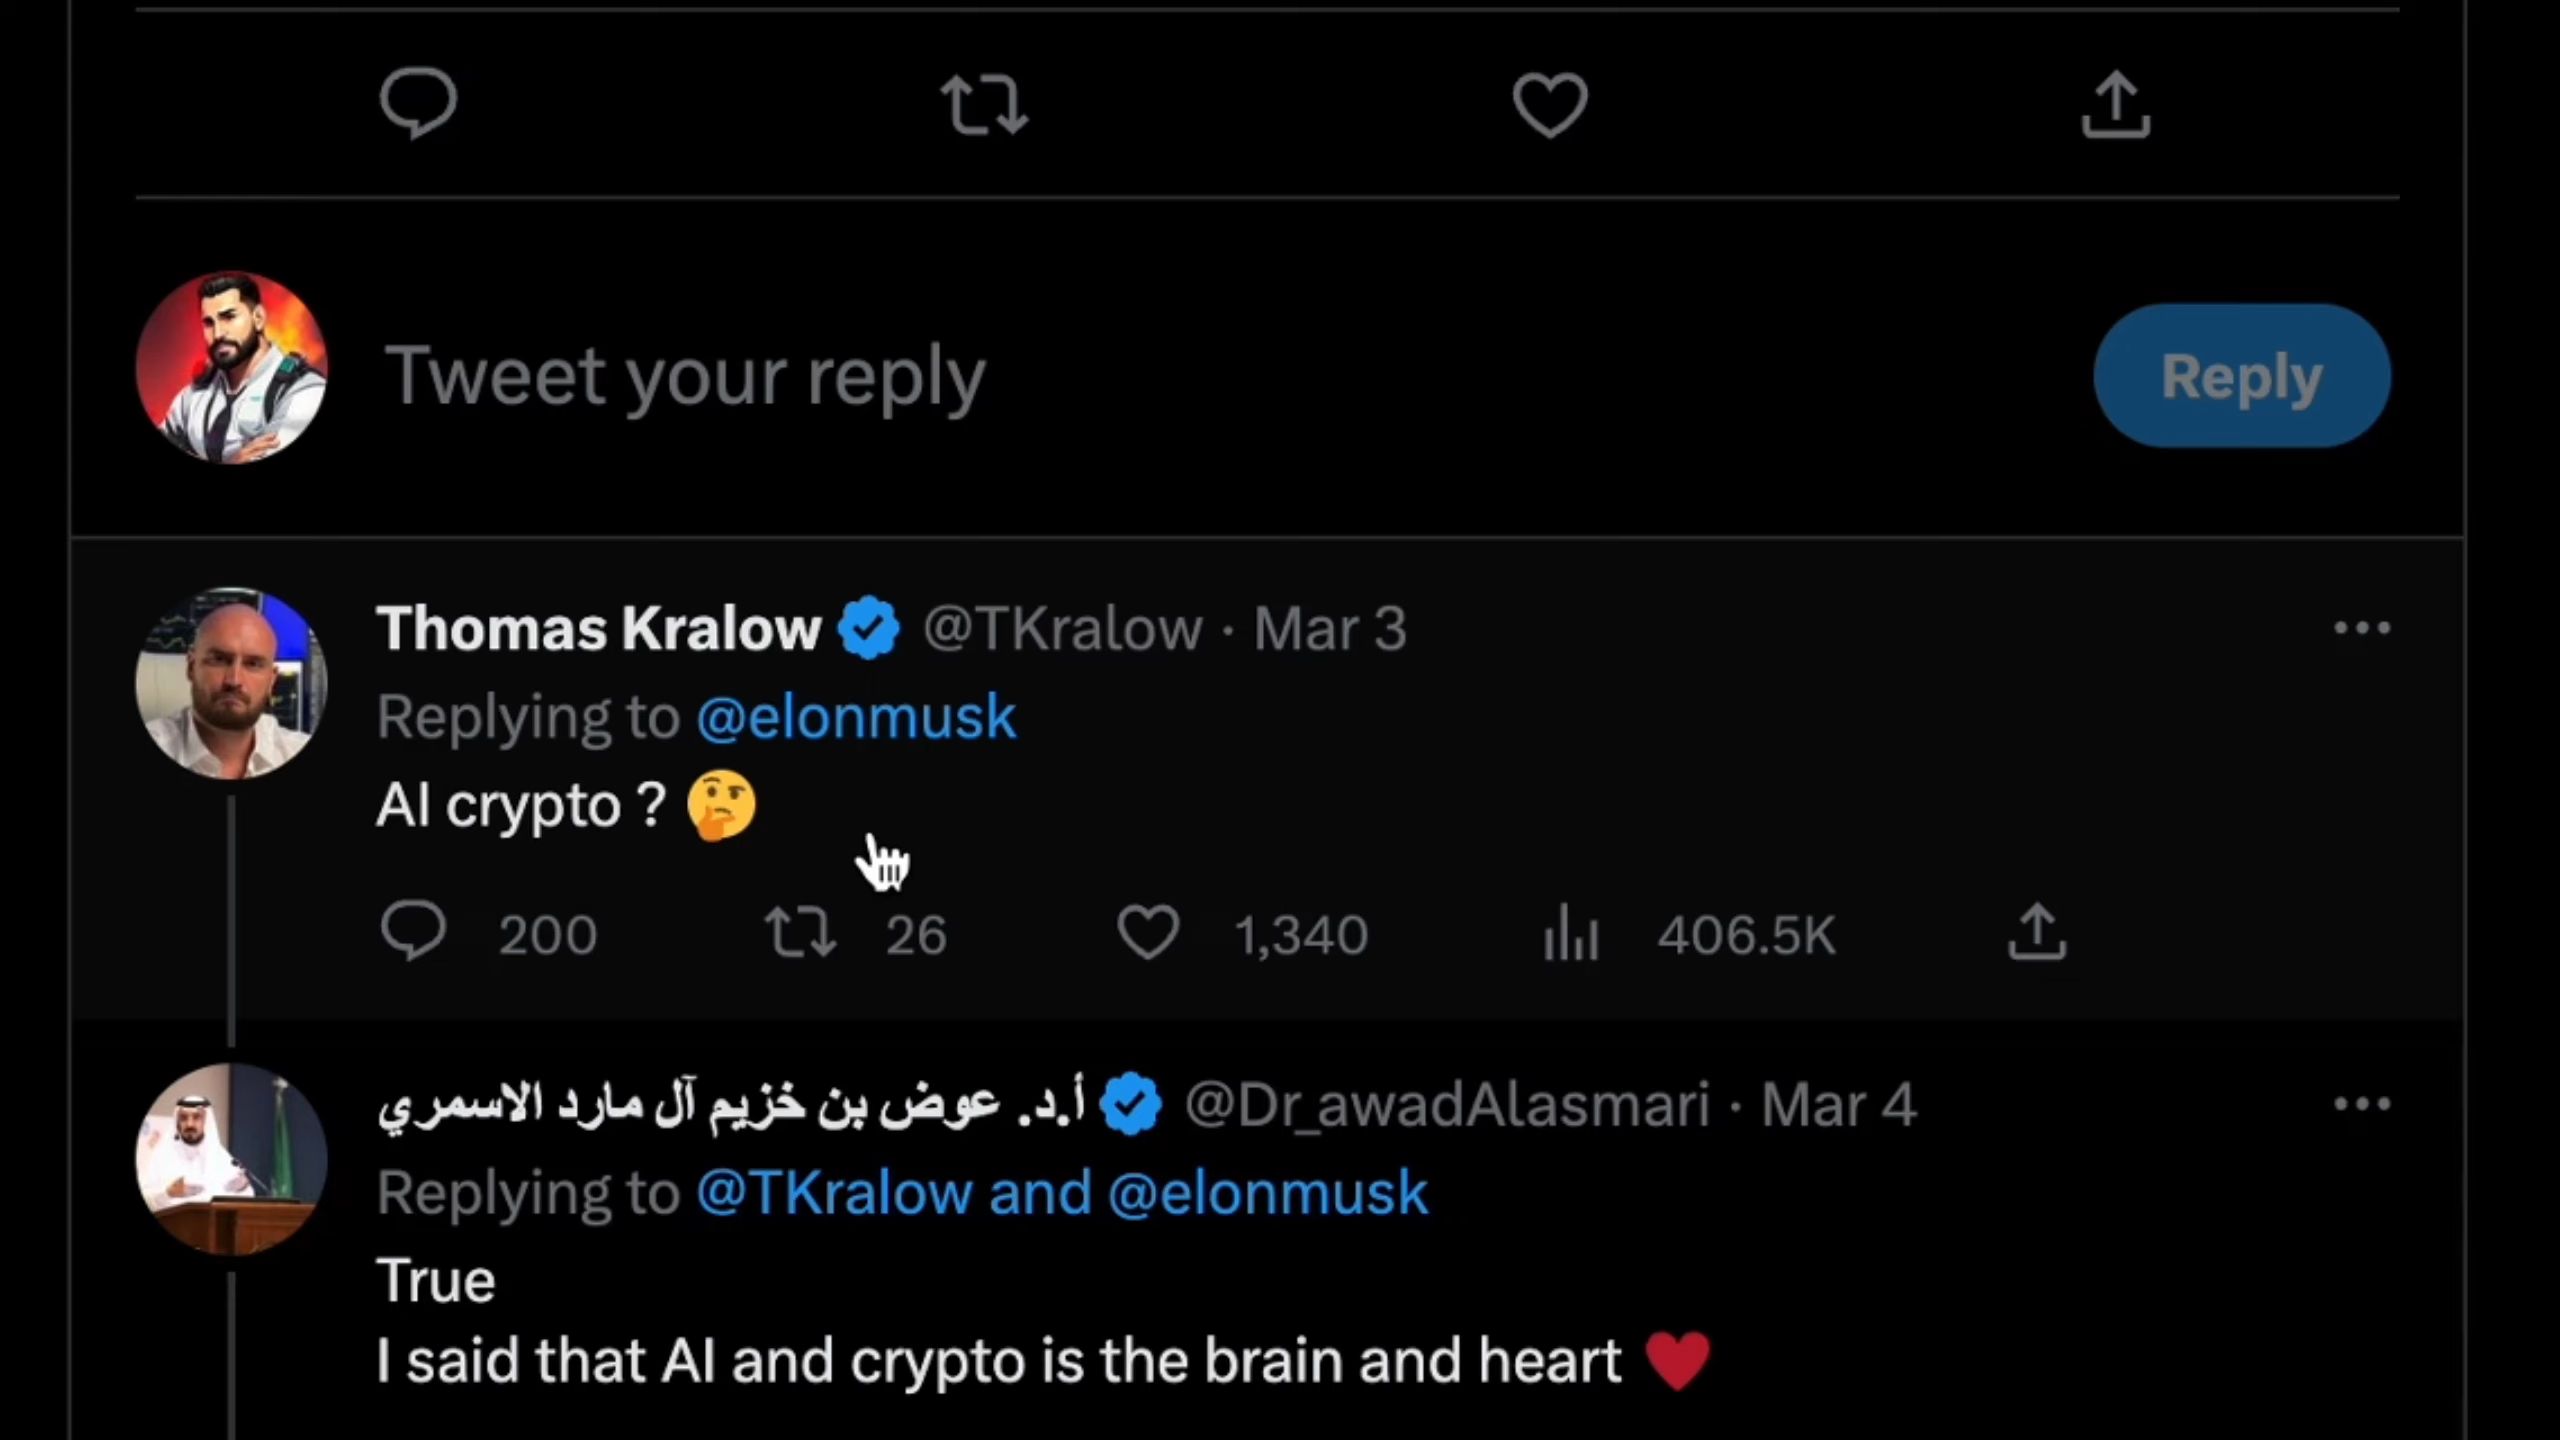 Tweet your reply
Reply
Thomas Kralow @TKralow · Mar 3
Replying to @elonmusk
AI crypto ? 🤔
200 26 1,340 406.5K
أ.د. عوض بن خزيم آل مارد الاسمري @Dr_awadAlasmari · Mar 4
Replying to @TKralow and @elonmusk
True
I said that AI and crypto is the brain and heart ❤️